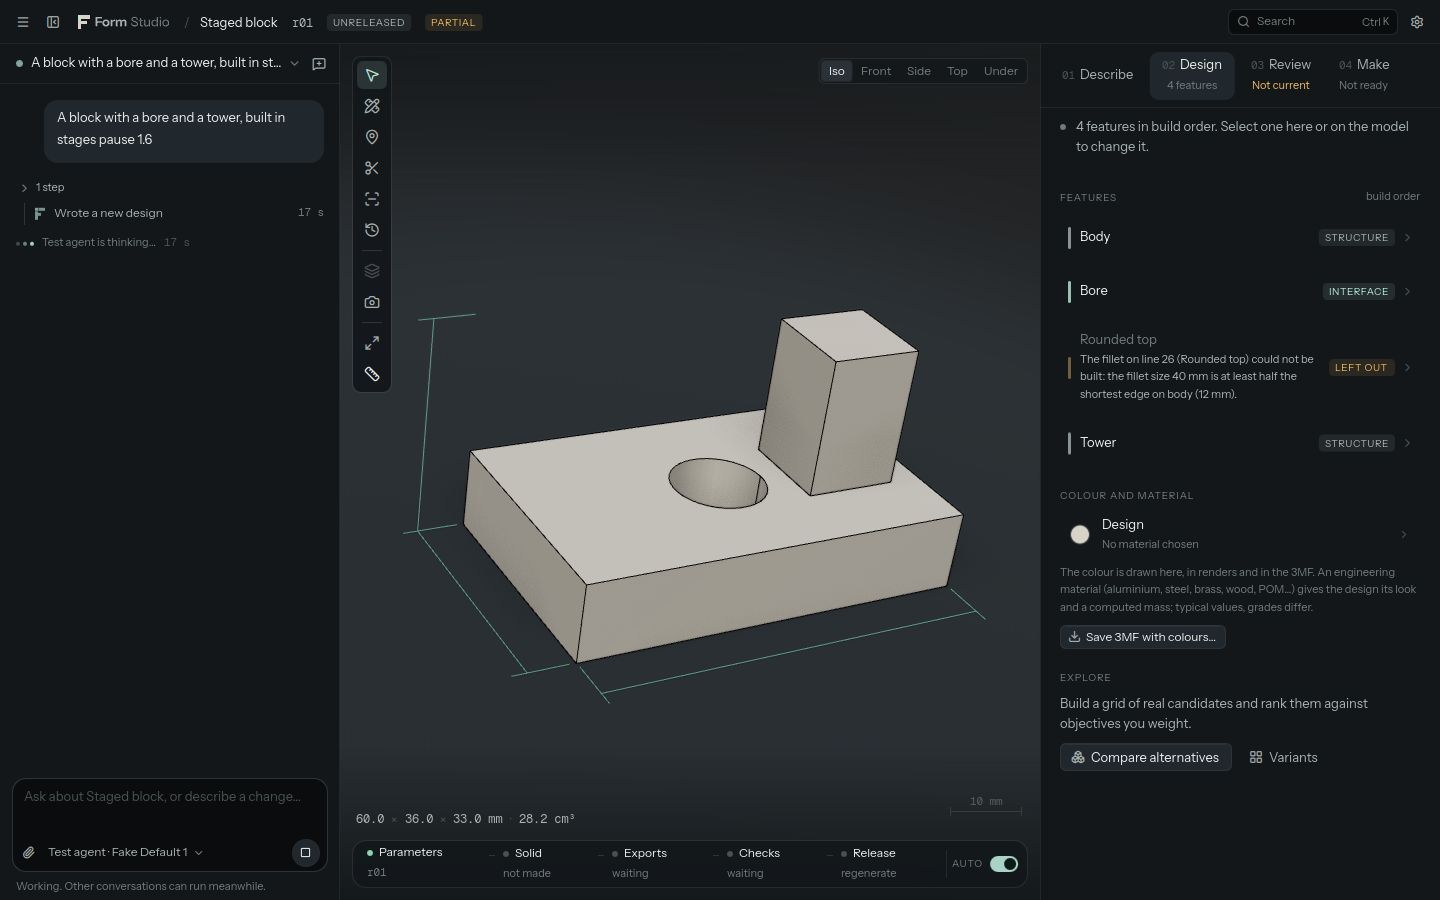 Form Studio / Staged block r01 UNRELEASED PARTIAL
Search Ctrl K
A block with a bore and a tower, built in st...
A block with a bore and a tower, built in
stages pause 1.6
1 step
Wrote a new design 17 s
Test agent is thinking... 17 s
Ask about Staged block, or describe a change...
Test agent · Fake Default 1
Working. Other conversations can run meanwhile.
Iso Front Side Top Under
10 mm
60.0 × 36.0 × 33.0 mm · 28.2 cm³
Parameters
r01
Solid
not made
Exports
waiting
Checks
waiting
Release
regenerate
AUTO
01 Describe
02 Design
4 features
03 Review
Not current
04 Make
Not ready
4 features in build order. Select one here or on the model
to change it.
FEATURES build order
Body STRUCTURE
Bore INTERFACE
Rounded top
The fillet on line 26 (Rounded top) could not be
built: the fillet size 40 mm is at least half the
shortest edge on body (12 mm).
LEFT OUT
Tower STRUCTURE
COLOUR AND MATERIAL
Design
No material chosen
The colour is drawn here, in renders and in the 3MF. An engineering
material (aluminium, steel, brass, wood, POM...) gives the design its look
and a computed mass; typical values, grades differ.
Save 3MF with colours...
EXPLORE
Build a grid of real candidates and rank them against
objectives you weight.
Compare alternatives Variants